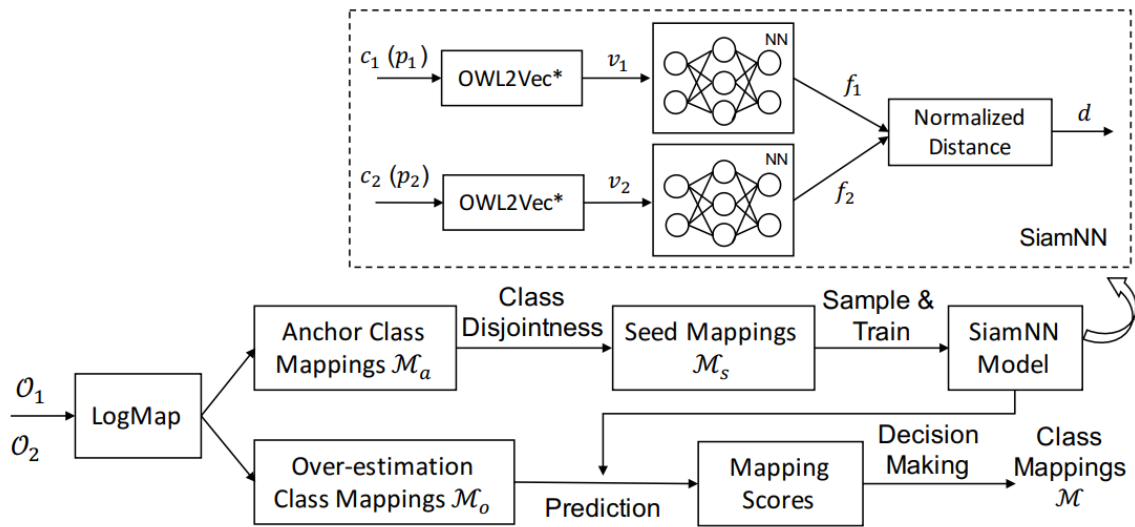 c₁ (p₁)
OWL2Vec*
v₁
NN
f₁
Normalized
Distance
d
c₂ (p₂)
OWL2Vec*
v₂
NN
f₂
SiamNN
𝒪₁
𝒪₂
LogMap
Anchor Class
Mappings ℳₐ
Class
Disjointness
Seed Mappings
ℳₛ
Sample &
Train
SiamNN
Model
Over-estimation
Class Mappings ℳₒ
Prediction
Mapping
Scores
Decision
Making
Class
Mappings
ℳ